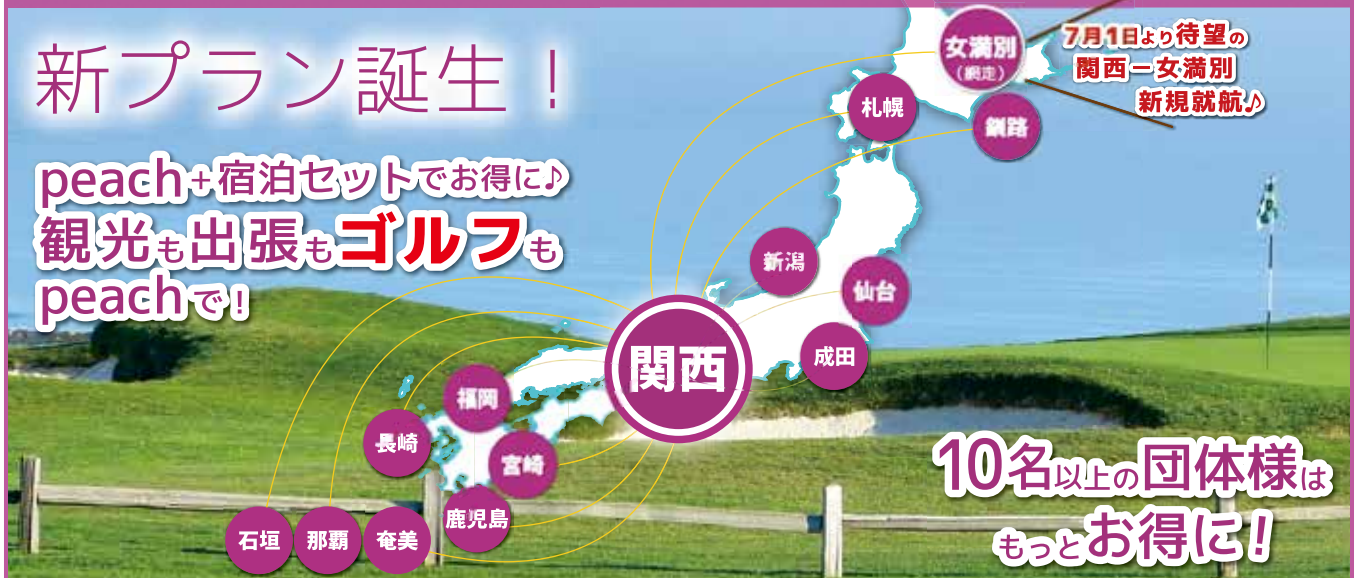 新プラン誕生！
peach+宿泊セットでお得に♪
観光も出張もゴルフも
peachで！
女満別
（網走）
7月1日より待望の
関西ー女満別
新規就航♪
札幌
釧路
新潟
仙台
成田
関西
福岡
長崎
宮崎
鹿児島
石垣
那覇
奄美
10名以上の団体様は
もっとお得に！